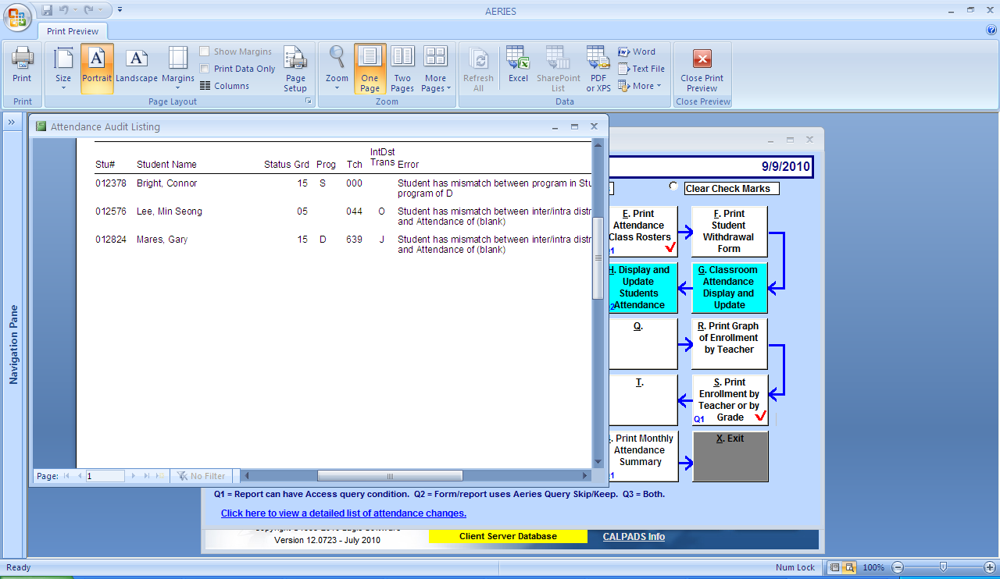 AERIES
Print Preview
Print
Size
Portrait
Landscape
Margins
Show Margins
Print Data Only
Columns
Page
Setup
Zoom
One
Page
Two
Pages
More
Pages
Refresh
All
Excel
SharePoint
List
PDF
or XPS
Word
Text File
More
Close Print
Preview
Print
Page Layout
Zoom
Data
Close Preview
»
Navigation Pane
Attendance Audit Listing
Stu# Student Name Status Grd Prog Tch IntDst Trans Error
012378 Bright, Connor 15 S 000 Student has mismatch between program in Stu
program of D
012576 Lee, Min Seong 05 044 O Student has mismatch between inter/intra distr
and Attendance of (blank)
012824 Mares, Gary 15 D 639 J Student has mismatch between inter/intra distr
and Attendance of (blank)
Page: 1 No Filter
9/9/2010
Clear Check Marks
E. Print
Attendance
Class Rosters
F. Print
Student
Withdrawal
Form
H. Display and
Update
Students
Attendance
G. Classroom
Attendance
Display and
Update
Q.
R. Print Graph
of Enrollment
by Teacher
T.
S. Print
Enrollment by
Teacher or by
Grade
Q1
Print Monthly
Attendance
Summary
X. Exit
Q1 = Report can have Access query condition. Q2 = Form/report uses Aeries Query Skip/Keep. Q3 = Both.
Click here to view a detailed list of attendance changes.
Version 12.0723 - July 2010
Client Server Database
CALPADS Info
Ready
Num Lock
100%